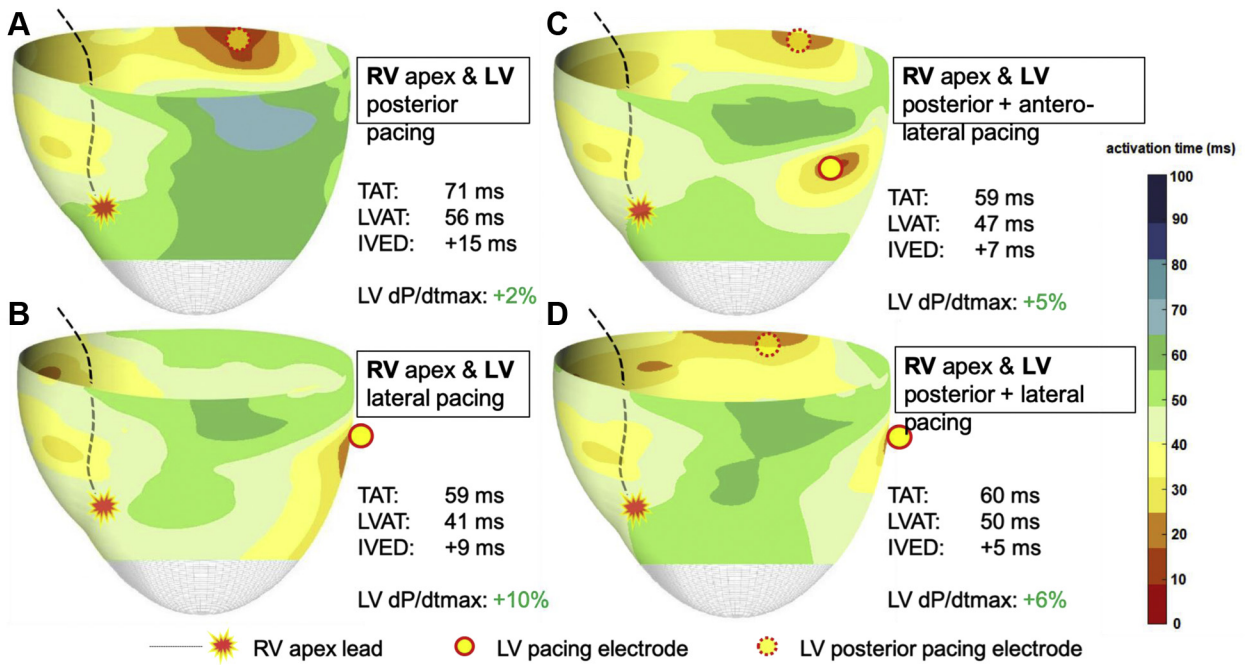 A
RV apex & LV
posterior
pacing
TAT: 71 ms
LVAT: 56 ms
IVED: +15 ms
LV dP/dtmax: +2%
C
RV apex & LV
posterior + antero-
lateral pacing
TAT: 59 ms
LVAT: 47 ms
IVED: +7 ms
LV dP/dtmax: +5%
B
RV apex & LV
lateral pacing
TAT: 59 ms
LVAT: 41 ms
IVED: +9 ms
LV dP/dtmax: +10%
D
RV apex & LV
posterior + lateral
pacing
TAT: 60 ms
LVAT: 50 ms
IVED: +5 ms
LV dP/dtmax: +6%
activation time (ms)
100
90
80
70
60
50
40
30
20
10
0
RV apex lead
LV pacing electrode
LV posterior pacing electrode